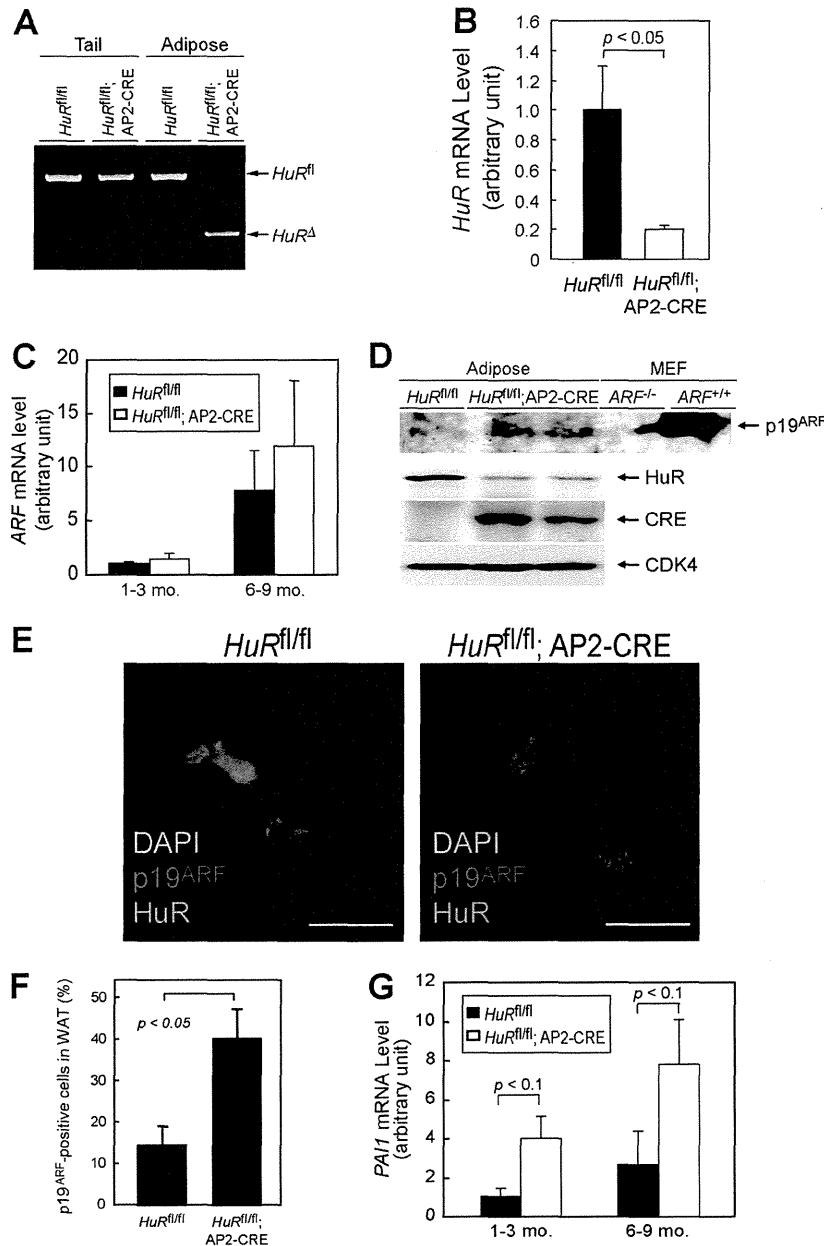 A
Tail Adipose
HuRfl/fl
HuRfl/fl; AP2-CRE
HuRfl/fl
HuRfl/fl; AP2-CRE
HuRfl
HuRΔ
B
HuR mRNA Level
(arbitrary unit)
1.6
1.4
1.2
1.0
0.8
0.6
0.4
0.2
0
p < 0.05
HuRfl/fl HuRfl/fl;
AP2-CRE
C
ARF mRNA level
(arbitrary unit)
20
15
10
5
0
HuRfl/fl
HuRfl/fl; AP2-CRE
1-3 mo. 6-9 mo.
D
Adipose MEF
HuRfl/fl HuRfl/fl;AP2-CRE ARF-/- ARF+/+
p19ARF
HuR
CRE
CDK4
E
HuRfl/fl HuRfl/fl; AP2-CRE
DAPI
p19ARF
HuR
DAPI
p19ARF
HuR
F
p19ARF-positive cells in WAT (%)
50
40
30
20
10
0
p < 0.05
HuRfl/fl HuRfl/fl;
AP2-CRE
G
PAI1 mRNA Level
(arbitrary unit)
12
10
8
6
4
2
0
HuRfl/fl
HuRfl/fl; AP2-CRE
p < 0.1
p < 0.1
1-3 mo. 6-9 mo.